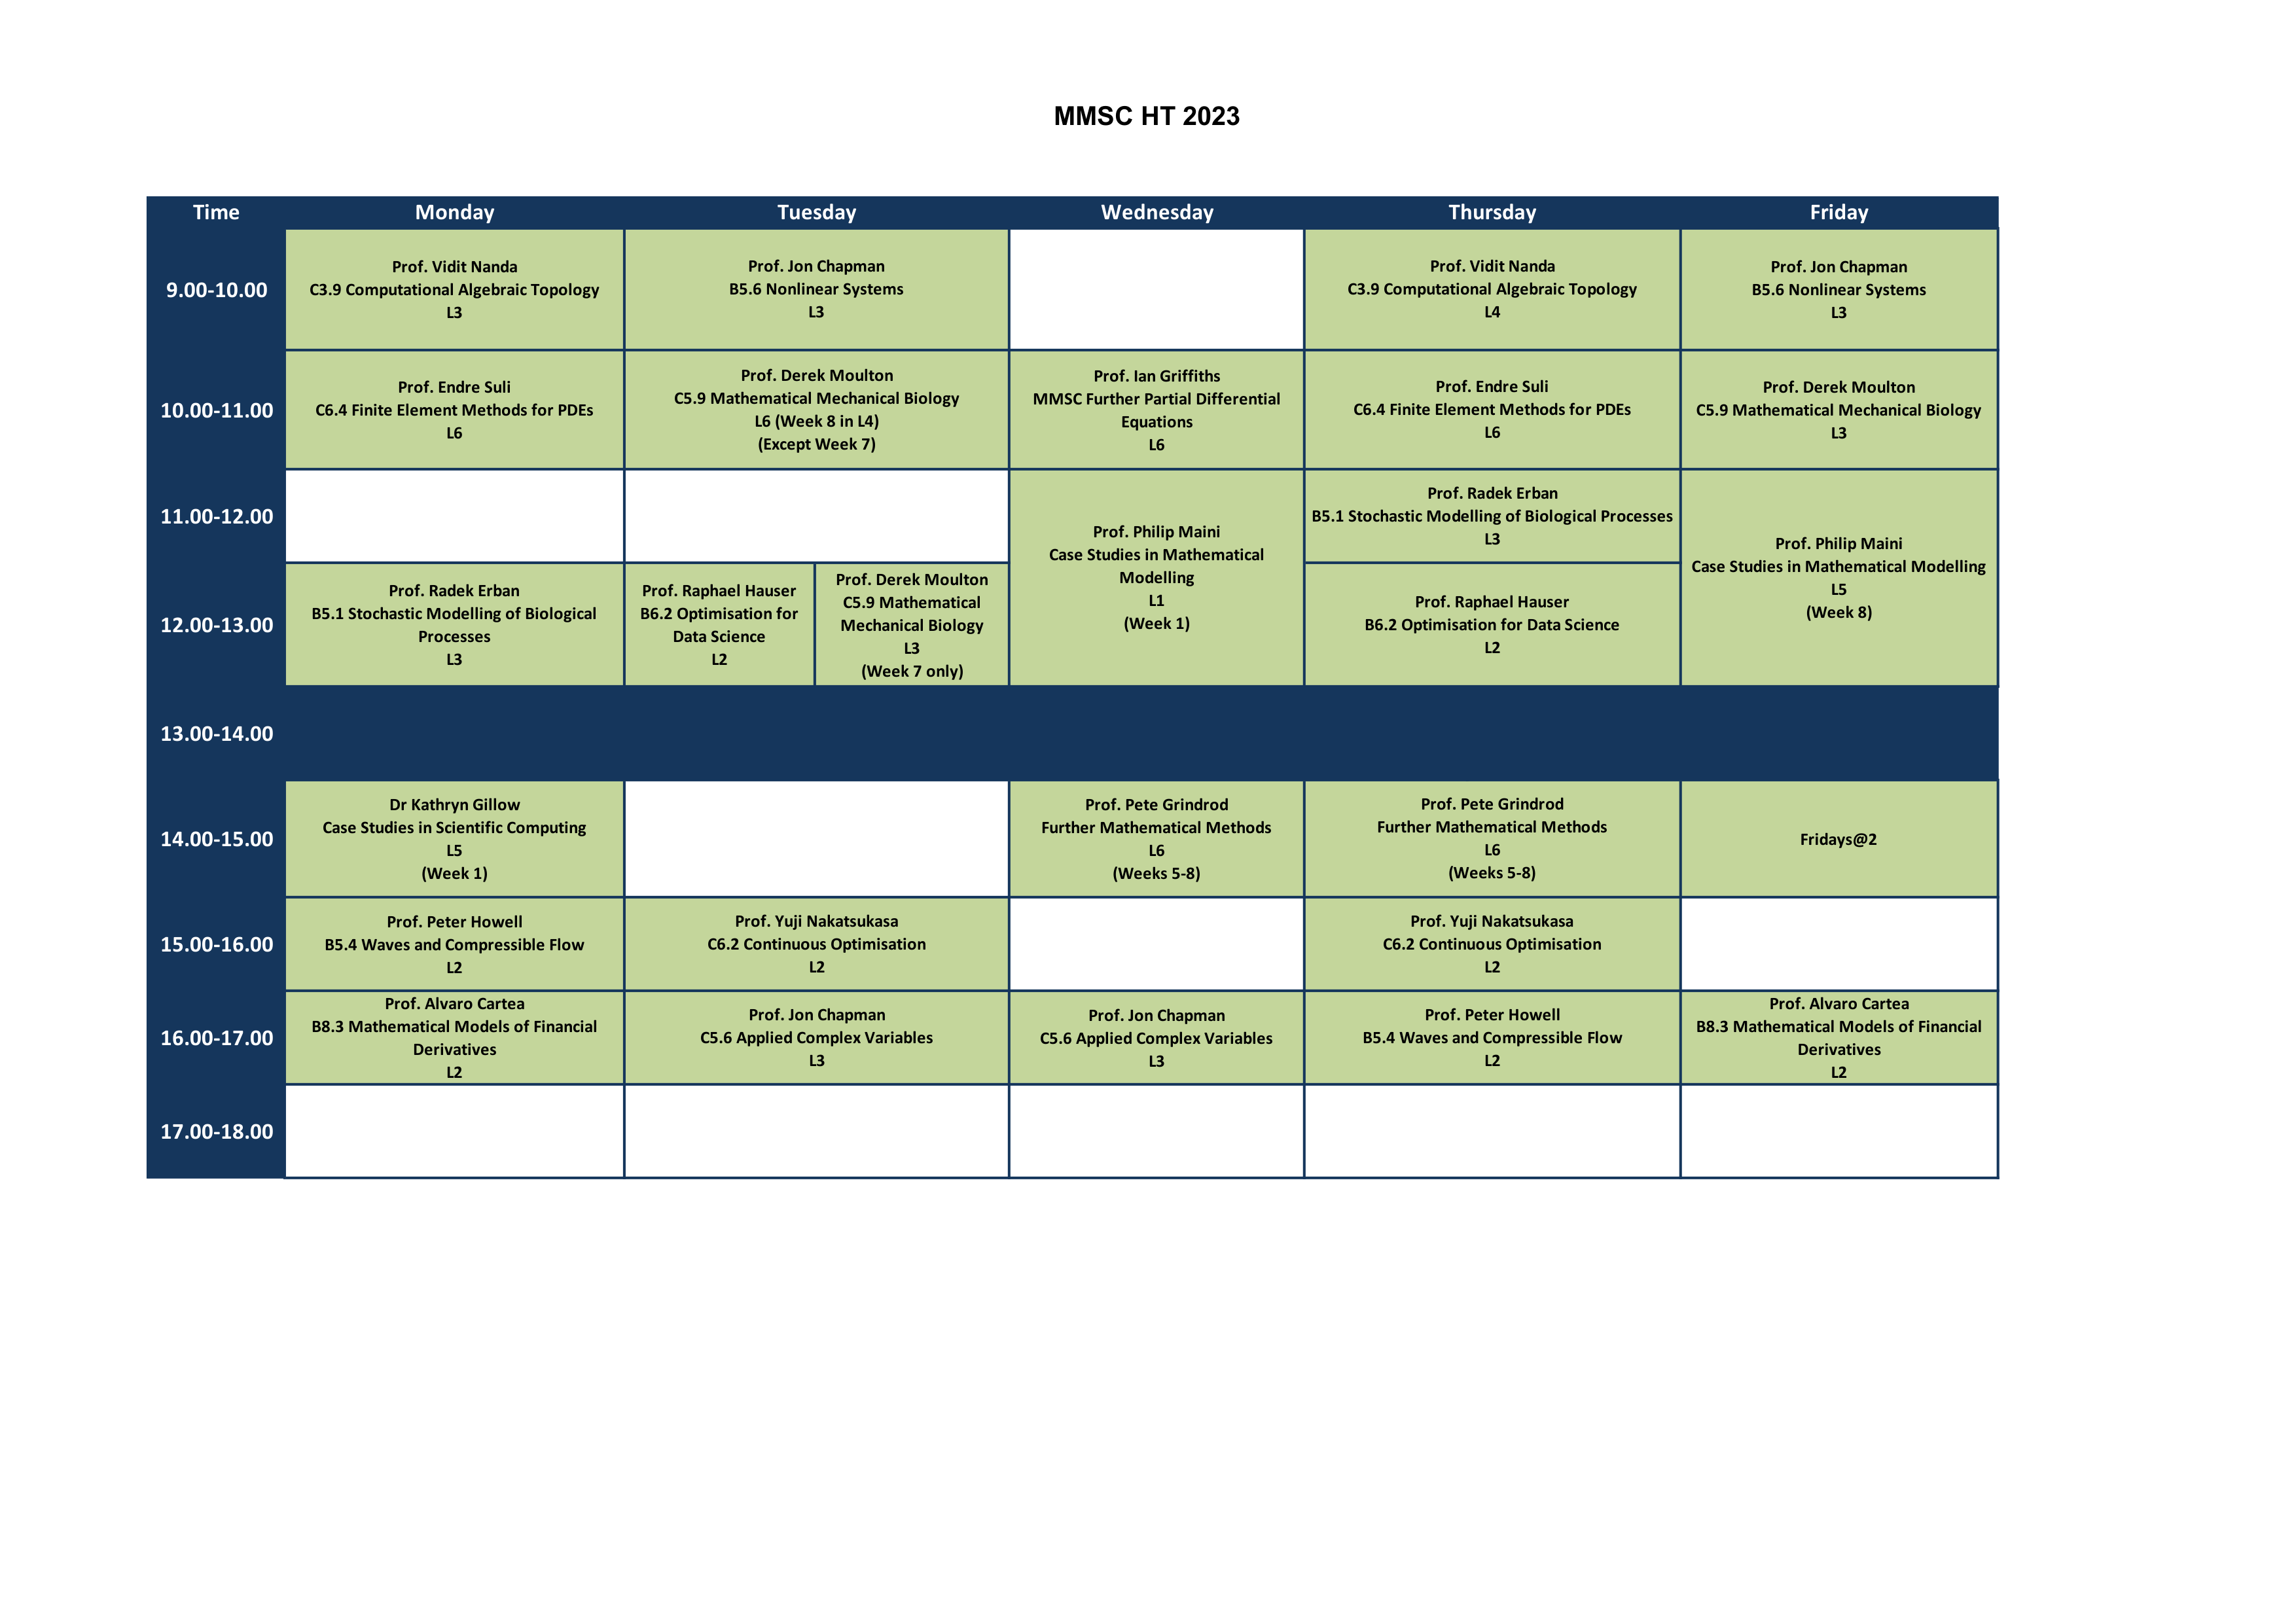 MMSC HT 2023
Time Monday Tuesday Wednesday Thursday Friday
9.00-10.00
Prof. Vidit Nanda
C3.9 Computational Algebraic Topology
L3
Prof. Jon Chapman
B5.6 Nonlinear Systems
L3
Prof. Vidit Nanda
C3.9 Computational Algebraic Topology
L4
Prof. Jon Chapman
B5.6 Nonlinear Systems
L3
10.00-11.00
Prof. Endre Suli
C6.4 Finite Element Methods for PDEs
L6
Prof. Derek Moulton
C5.9 Mathematical Mechanical Biology
L6 (Week 8 in L4)
(Except Week 7)
Prof. Ian Griffiths
MMSC Further Partial Differential
Equations
L6
Prof. Endre Suli
C6.4 Finite Element Methods for PDEs
L6
Prof. Derek Moulton
C5.9 Mathematical Mechanical Biology
L3
11.00-12.00
Prof. Philip Maini
Case Studies in Mathematical
Modelling
L1
(Week 1)
Prof. Radek Erban
B5.1 Stochastic Modelling of Biological Processes
L3
Prof. Philip Maini
Case Studies in Mathematical Modelling
L5
(Week 8)
12.00-13.00
Prof. Radek Erban
B5.1 Stochastic Modelling of Biological
Processes
L3
Prof. Raphael Hauser
B6.2 Optimisation for
Data Science
L2
Prof. Derek Moulton
C5.9 Mathematical
Mechanical Biology
L3
(Week 7 only)
Prof. Raphael Hauser
B6.2 Optimisation for Data Science
L2
13.00-14.00
14.00-15.00
Dr Kathryn Gillow
Case Studies in Scientific Computing
L5
(Week 1)
Prof. Pete Grindrod
Further Mathematical Methods
L6
(Weeks 5-8)
Prof. Pete Grindrod
Further Mathematical Methods
L6
(Weeks 5-8)
Fridays@2
15.00-16.00
Prof. Peter Howell
B5.4 Waves and Compressible Flow
L2
Prof. Yuji Nakatsukasa
C6.2 Continuous Optimisation
L2
Prof. Yuji Nakatsukasa
C6.2 Continuous Optimisation
L2
16.00-17.00
Prof. Alvaro Cartea
B8.3 Mathematical Models of Financial
Derivatives
L2
Prof. Jon Chapman
C5.6 Applied Complex Variables
L3
Prof. Jon Chapman
C5.6 Applied Complex Variables
L3
Prof. Peter Howell
B5.4 Waves and Compressible Flow
L2
Prof. Alvaro Cartea
B8.3 Mathematical Models of Financial
Derivatives
L2
17.00-18.00